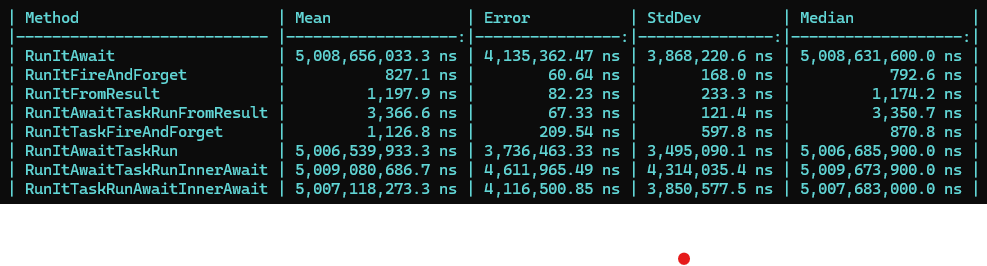 | Method | Mean | Error | StdDev | Median |
|--------------------------- |-------------------:|----------------:|---------------:|-------------------:|
| RunItAwait | 5,008,656,033.3 ns | 4,135,362.47 ns | 3,868,220.6 ns | 5,008,631,600.0 ns |
| RunItFireAndForget | 827.1 ns | 60.64 ns | 168.0 ns | 792.6 ns |
| RunItFromResult | 1,197.9 ns | 82.23 ns | 233.3 ns | 1,174.2 ns |
| RunItAwaitTaskRunFromResult | 3,366.6 ns | 67.33 ns | 121.4 ns | 3,350.7 ns |
| RunItTaskFireAndForget | 1,126.8 ns | 209.54 ns | 597.8 ns | 870.8 ns |
| RunItAwaitTaskRun | 5,006,539,933.3 ns | 3,736,463.33 ns | 3,495,090.1 ns | 5,006,685,900.0 ns |
| RunItAwaitTaskRunInnerAwait | 5,009,080,686.7 ns | 4,611,965.49 ns | 4,314,035.4 ns | 5,009,673,900.0 ns |
| RunItTaskRunAwaitInnerAwait | 5,007,118,273.3 ns | 4,116,500.85 ns | 3,850,577.5 ns | 5,007,683,000.0 ns |